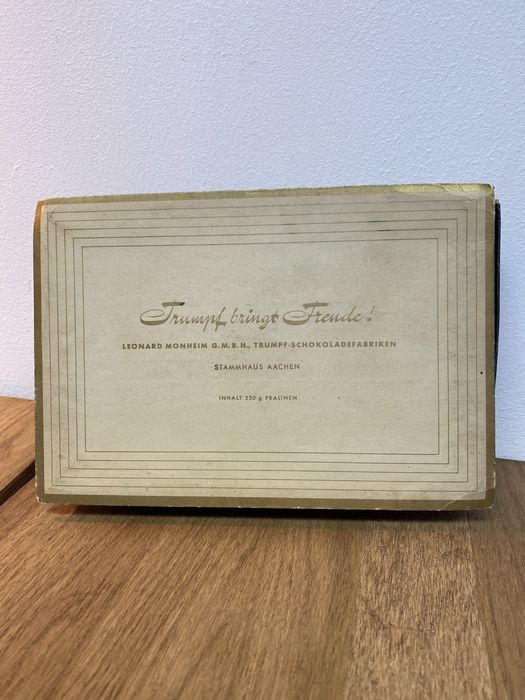 Trumpf bringt Freude!
LEONARD MONHEIM G.M.B.H., TRUMPF-SCHOKOLADEFABRIKEN
STAMMHAUS AACHEN
INHALT 250 g PRALINEN